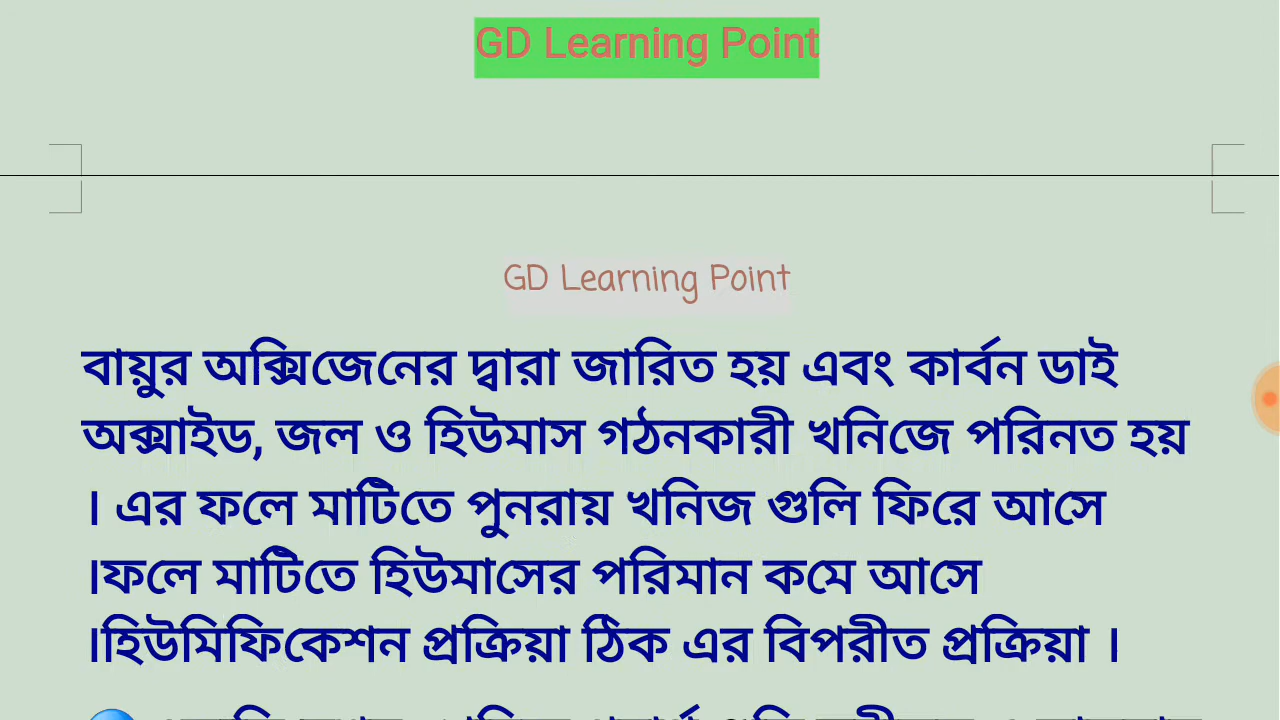 GD Learning Point
GD Learning Point
বায়ুর অক্সিজেনের দ্বারা জারিত হয় এবং কার্বন ডাই
অক্সাইড, জল ও হিউমাস গঠনকারী খনিজে পরিনত হয়
। এর ফলে মাটিতে পুনরায় খনিজ গুলি ফিরে আসে
।ফলে মাটিতে হিউমাসের পরিমান কমে আসে
।হিউমিফিকেশন প্রক্রিয়া ঠিক এর বিপরীত প্রক্রিয়া ।